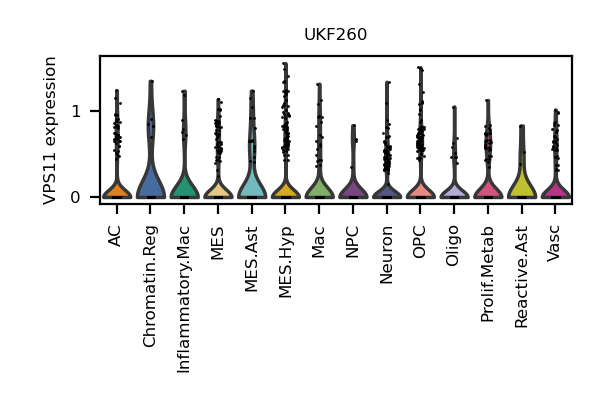 UKF260
VPS11 expression
1
0
AC
Chromatin.Reg
Inflammatory.Mac
MES
MES.Ast
MES.Hyp
Mac
NPC
Neuron
OPC
Oligo
Prolif.Metab
Reactive.Ast
Vasc